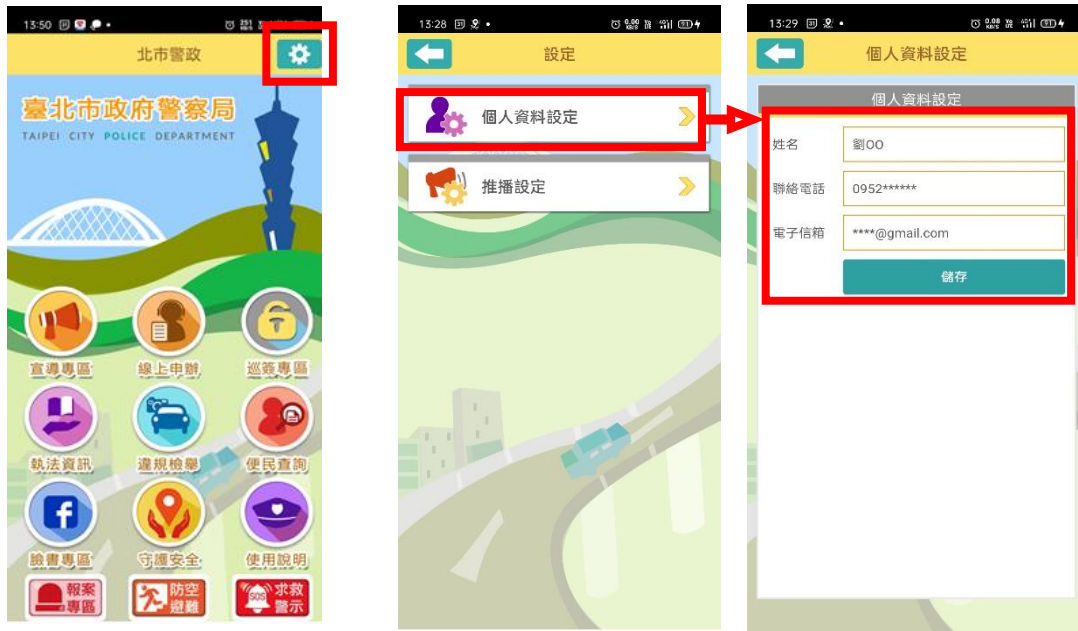 13:50
北市警政
臺北市政府警察局
TAIPEI CITY POLICE DEPARTMENT
宣導專區
線上申辦
巡簽專區
執法資訊
違規檢舉
便民查詢
臉書專區
守護安全
使用說明
報案專區
防空避難
SOS 求救警示
13:28
設定
個人資料設定
推播設定
13:29
個人資料設定
個人資料設定
姓名 劉OO
聯絡電話 0952******
電子信箱 ****@gmail.com
儲存